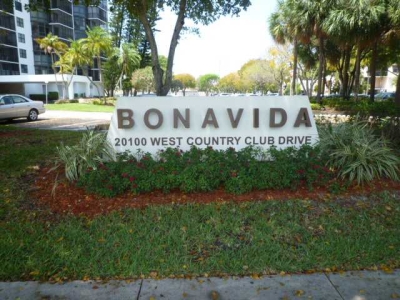 BONAVIDA
20100 WEST COUNTRY CLUB DRIVE